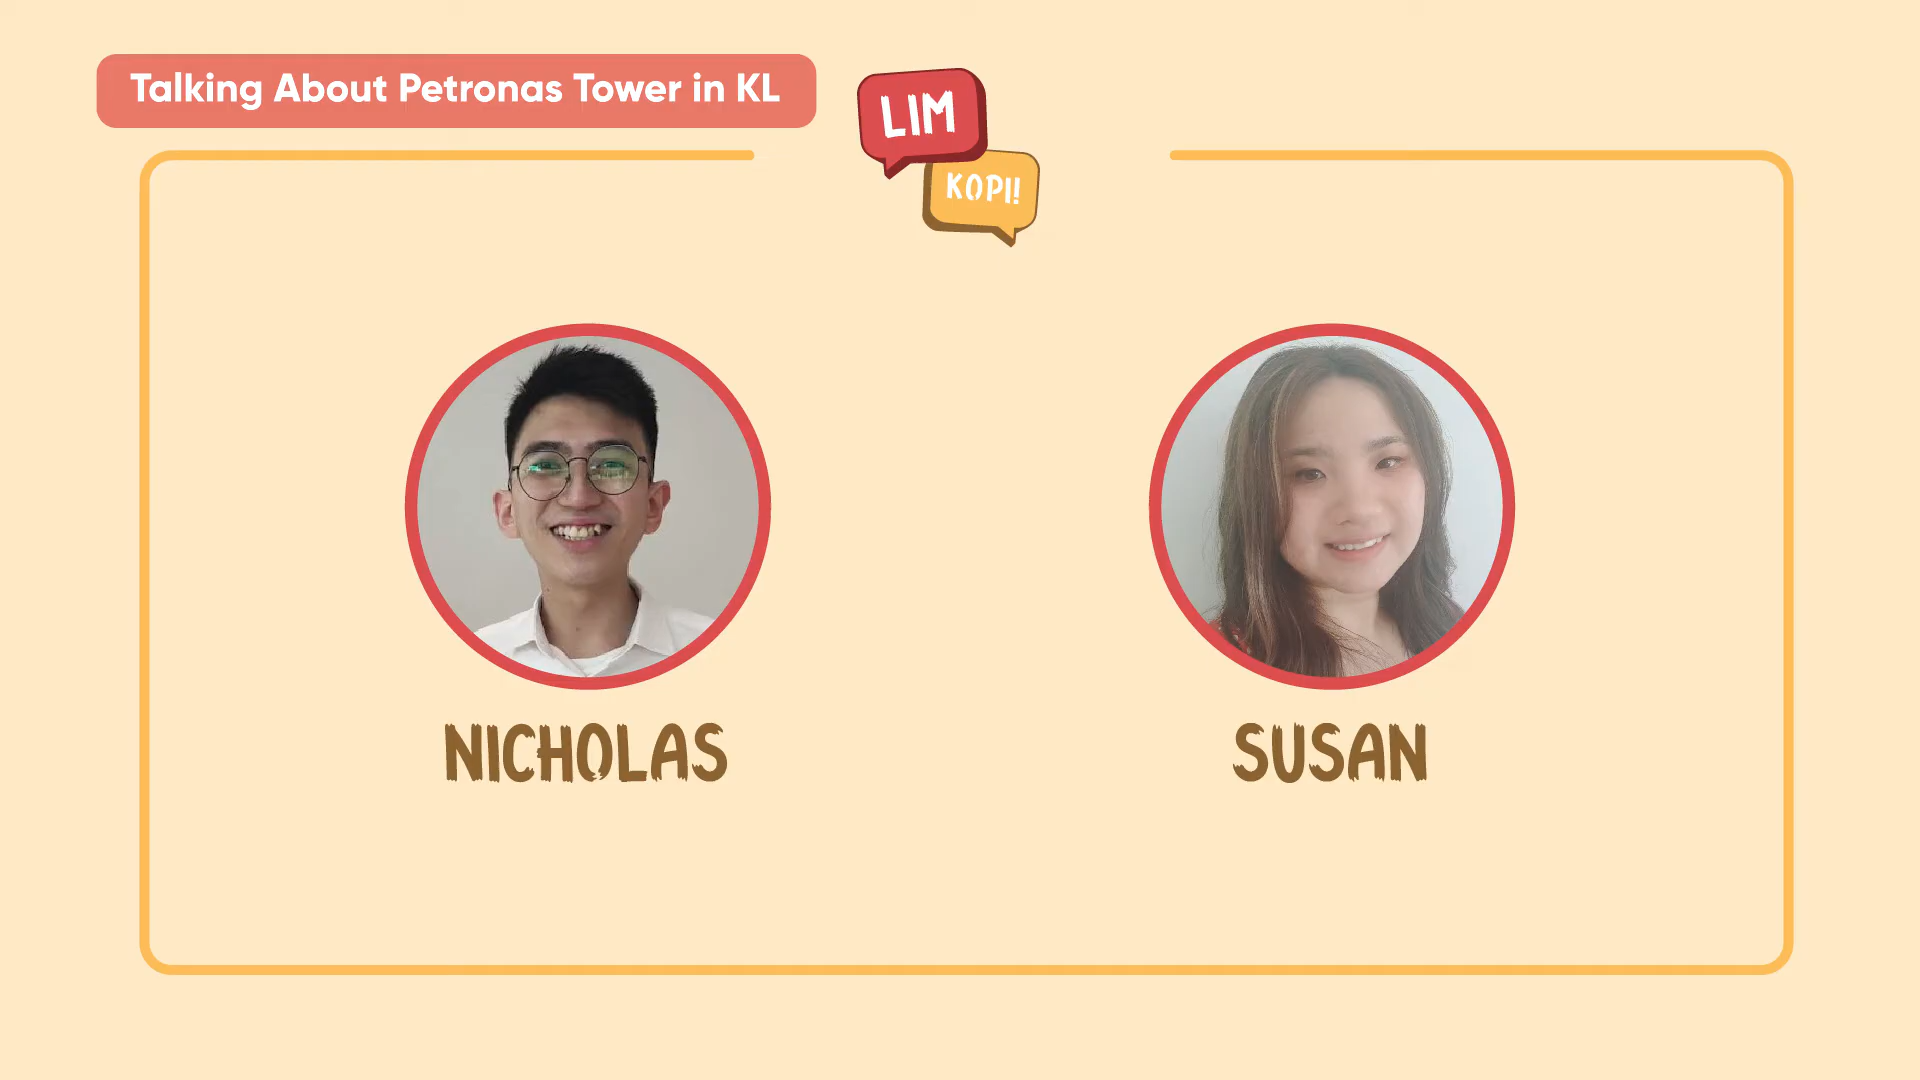 Talking About Petronas Tower in KL
LIM
KOPI!
NICHOLAS
SUSAN